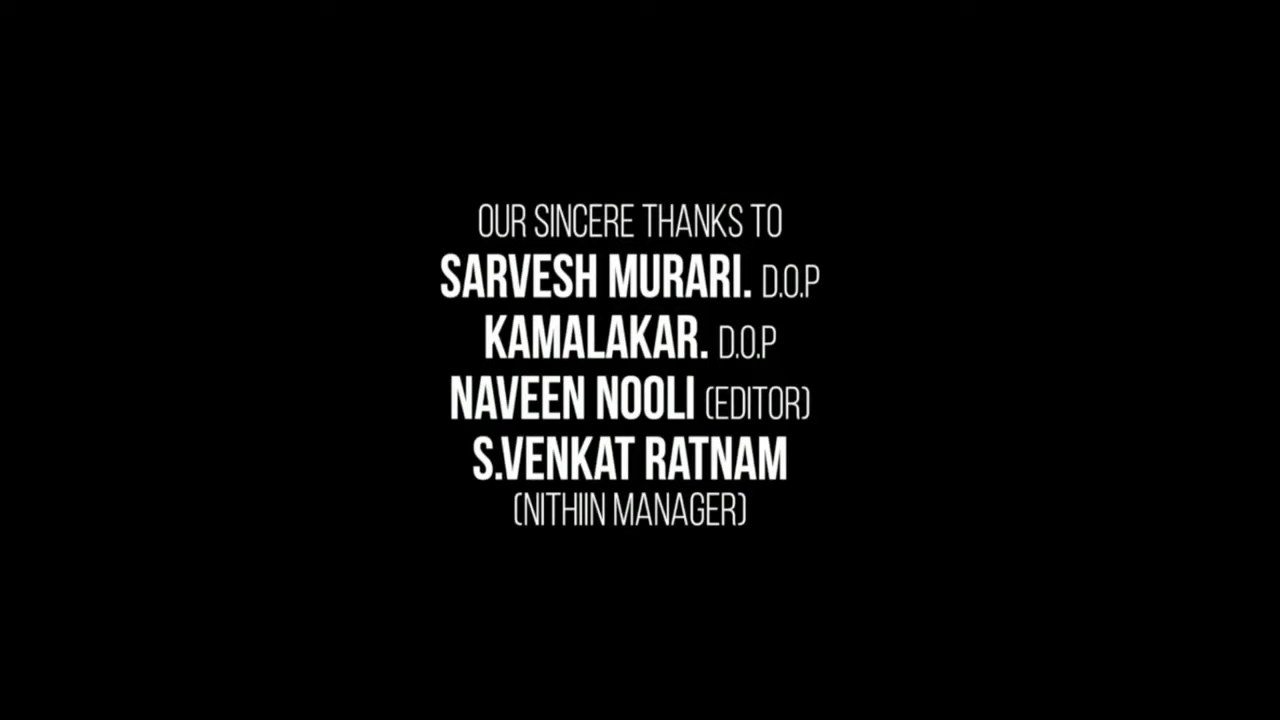 OUR SINCERE THANKS TO
SARVESH MURARI. D.O.P
KAMALAKAR. D.O.P
NAVEEN NOOLI (EDITOR)
S.VENKAT RATNAM
(NITHIIN MANAGER)